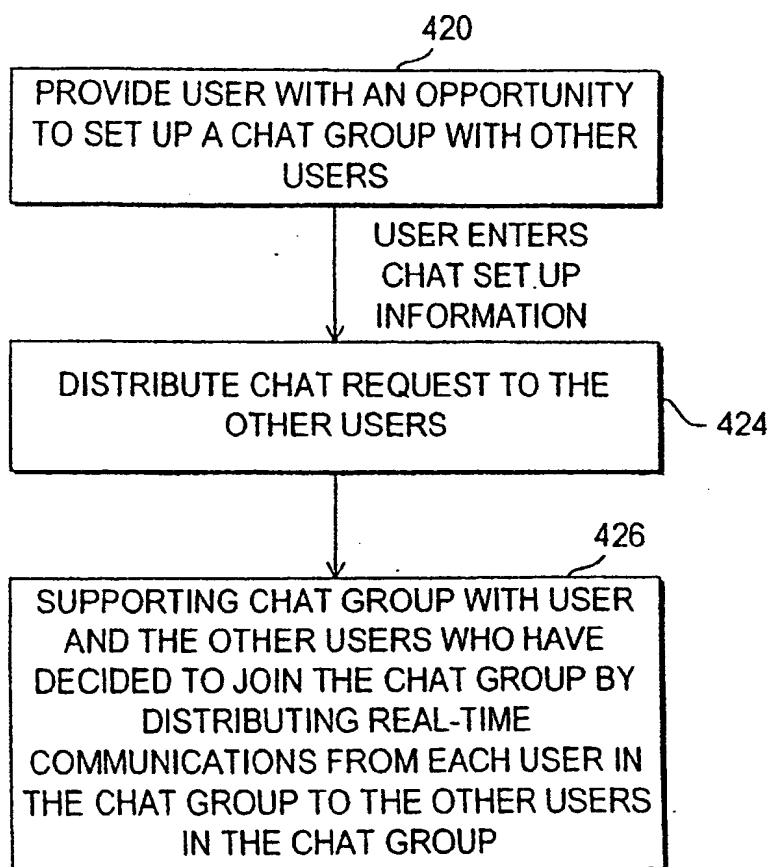 420
PROVIDE USER WITH AN OPPORTUNITY
TO SET UP A CHAT GROUP WITH OTHER
USERS
USER ENTERS
CHAT SET UP
INFORMATION
DISTRIBUTE CHAT REQUEST TO THE
OTHER USERS
424
426
SUPPORTING CHAT GROUP WITH USER
AND THE OTHER USERS WHO HAVE
DECIDED TO JOIN THE CHAT GROUP BY
DISTRIBUTING REAL-TIME
COMMUNICATIONS FROM EACH USER IN
THE CHAT GROUP TO THE OTHER USERS
IN THE CHAT GROUP